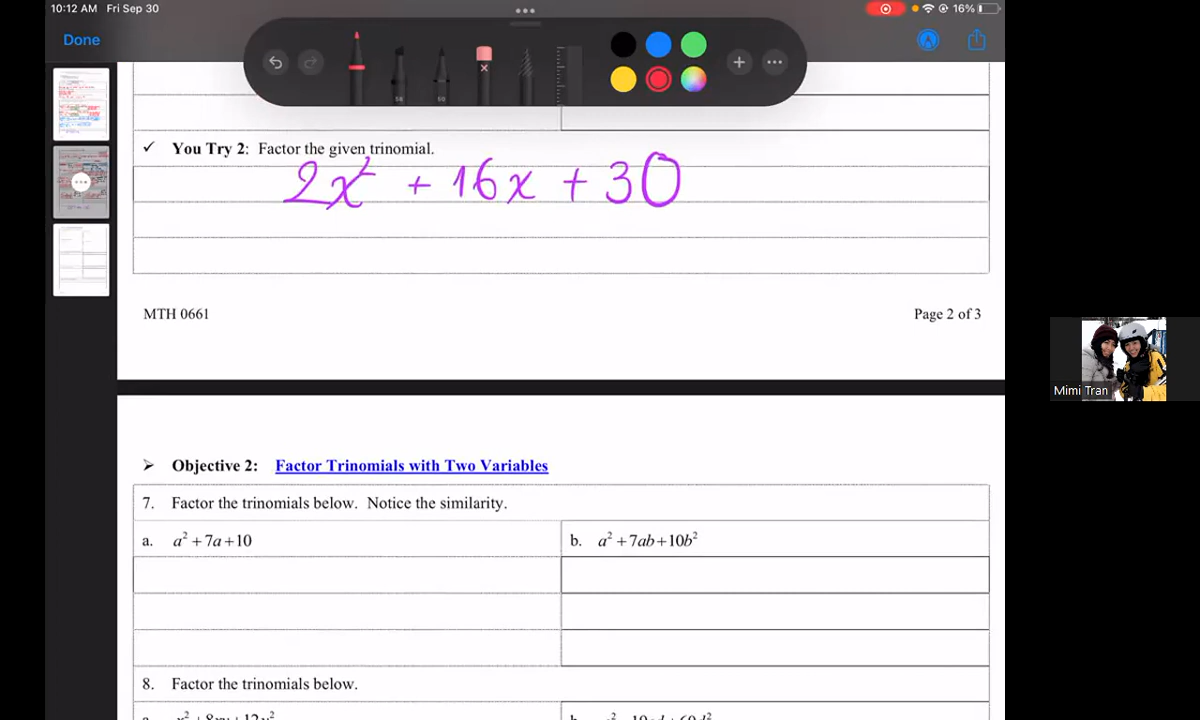 10:12 AM Fri Sep 30
16%
Done
56
50
✓ You Try 2: Factor the given trinomial.
2x² + 16x + 30
MTH 0661
Page 2 of 3
Mimi Tran
➢ Objective 2: Factor Trinomials with Two Variables
7. Factor the trinomials below. Notice the similarity.
a. a² + 7a + 10
b. a² + 7ab + 10b²
8. Factor the trinomials below.